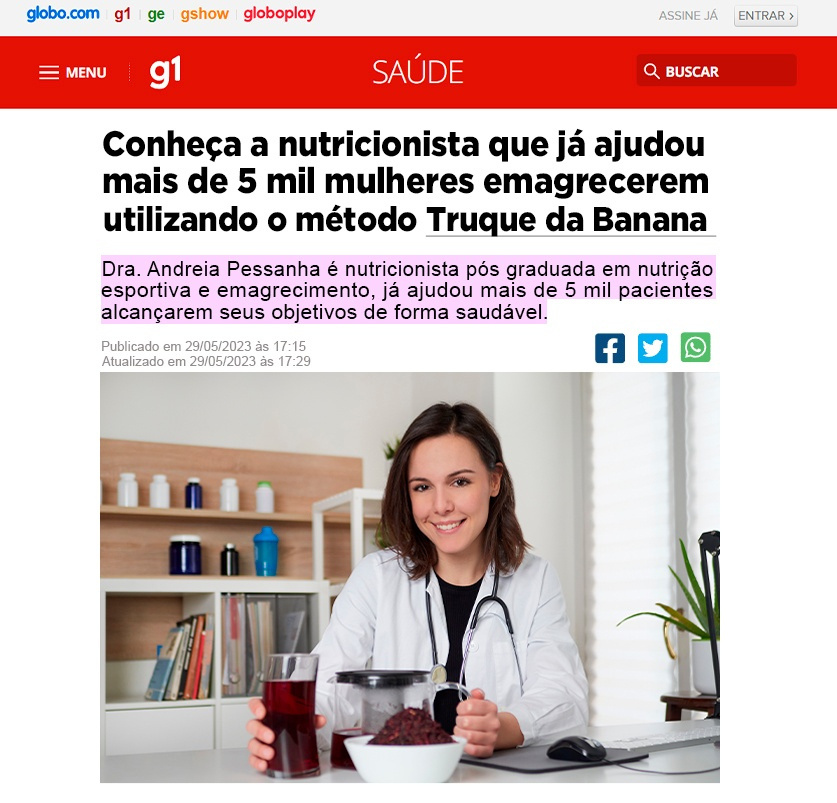 globo.com g1 ge gshow globoplay ASSINE JÁ ENTRAR ›
MENU g1 SAÚDE BUSCAR
Conheça a nutricionista que já ajudou
mais de 5 mil mulheres emagrecerem
utilizando o método Truque da Banana
Dra. Andreia Pessanha é nutricionista pós graduada em nutrição
esportiva e emagrecimento, já ajudou mais de 5 mil pacientes
alcançarem seus objetivos de forma saudável.
Publicado em 29/05/2023 às 17:15
Atualizado em 29/05/2023 às 17:29